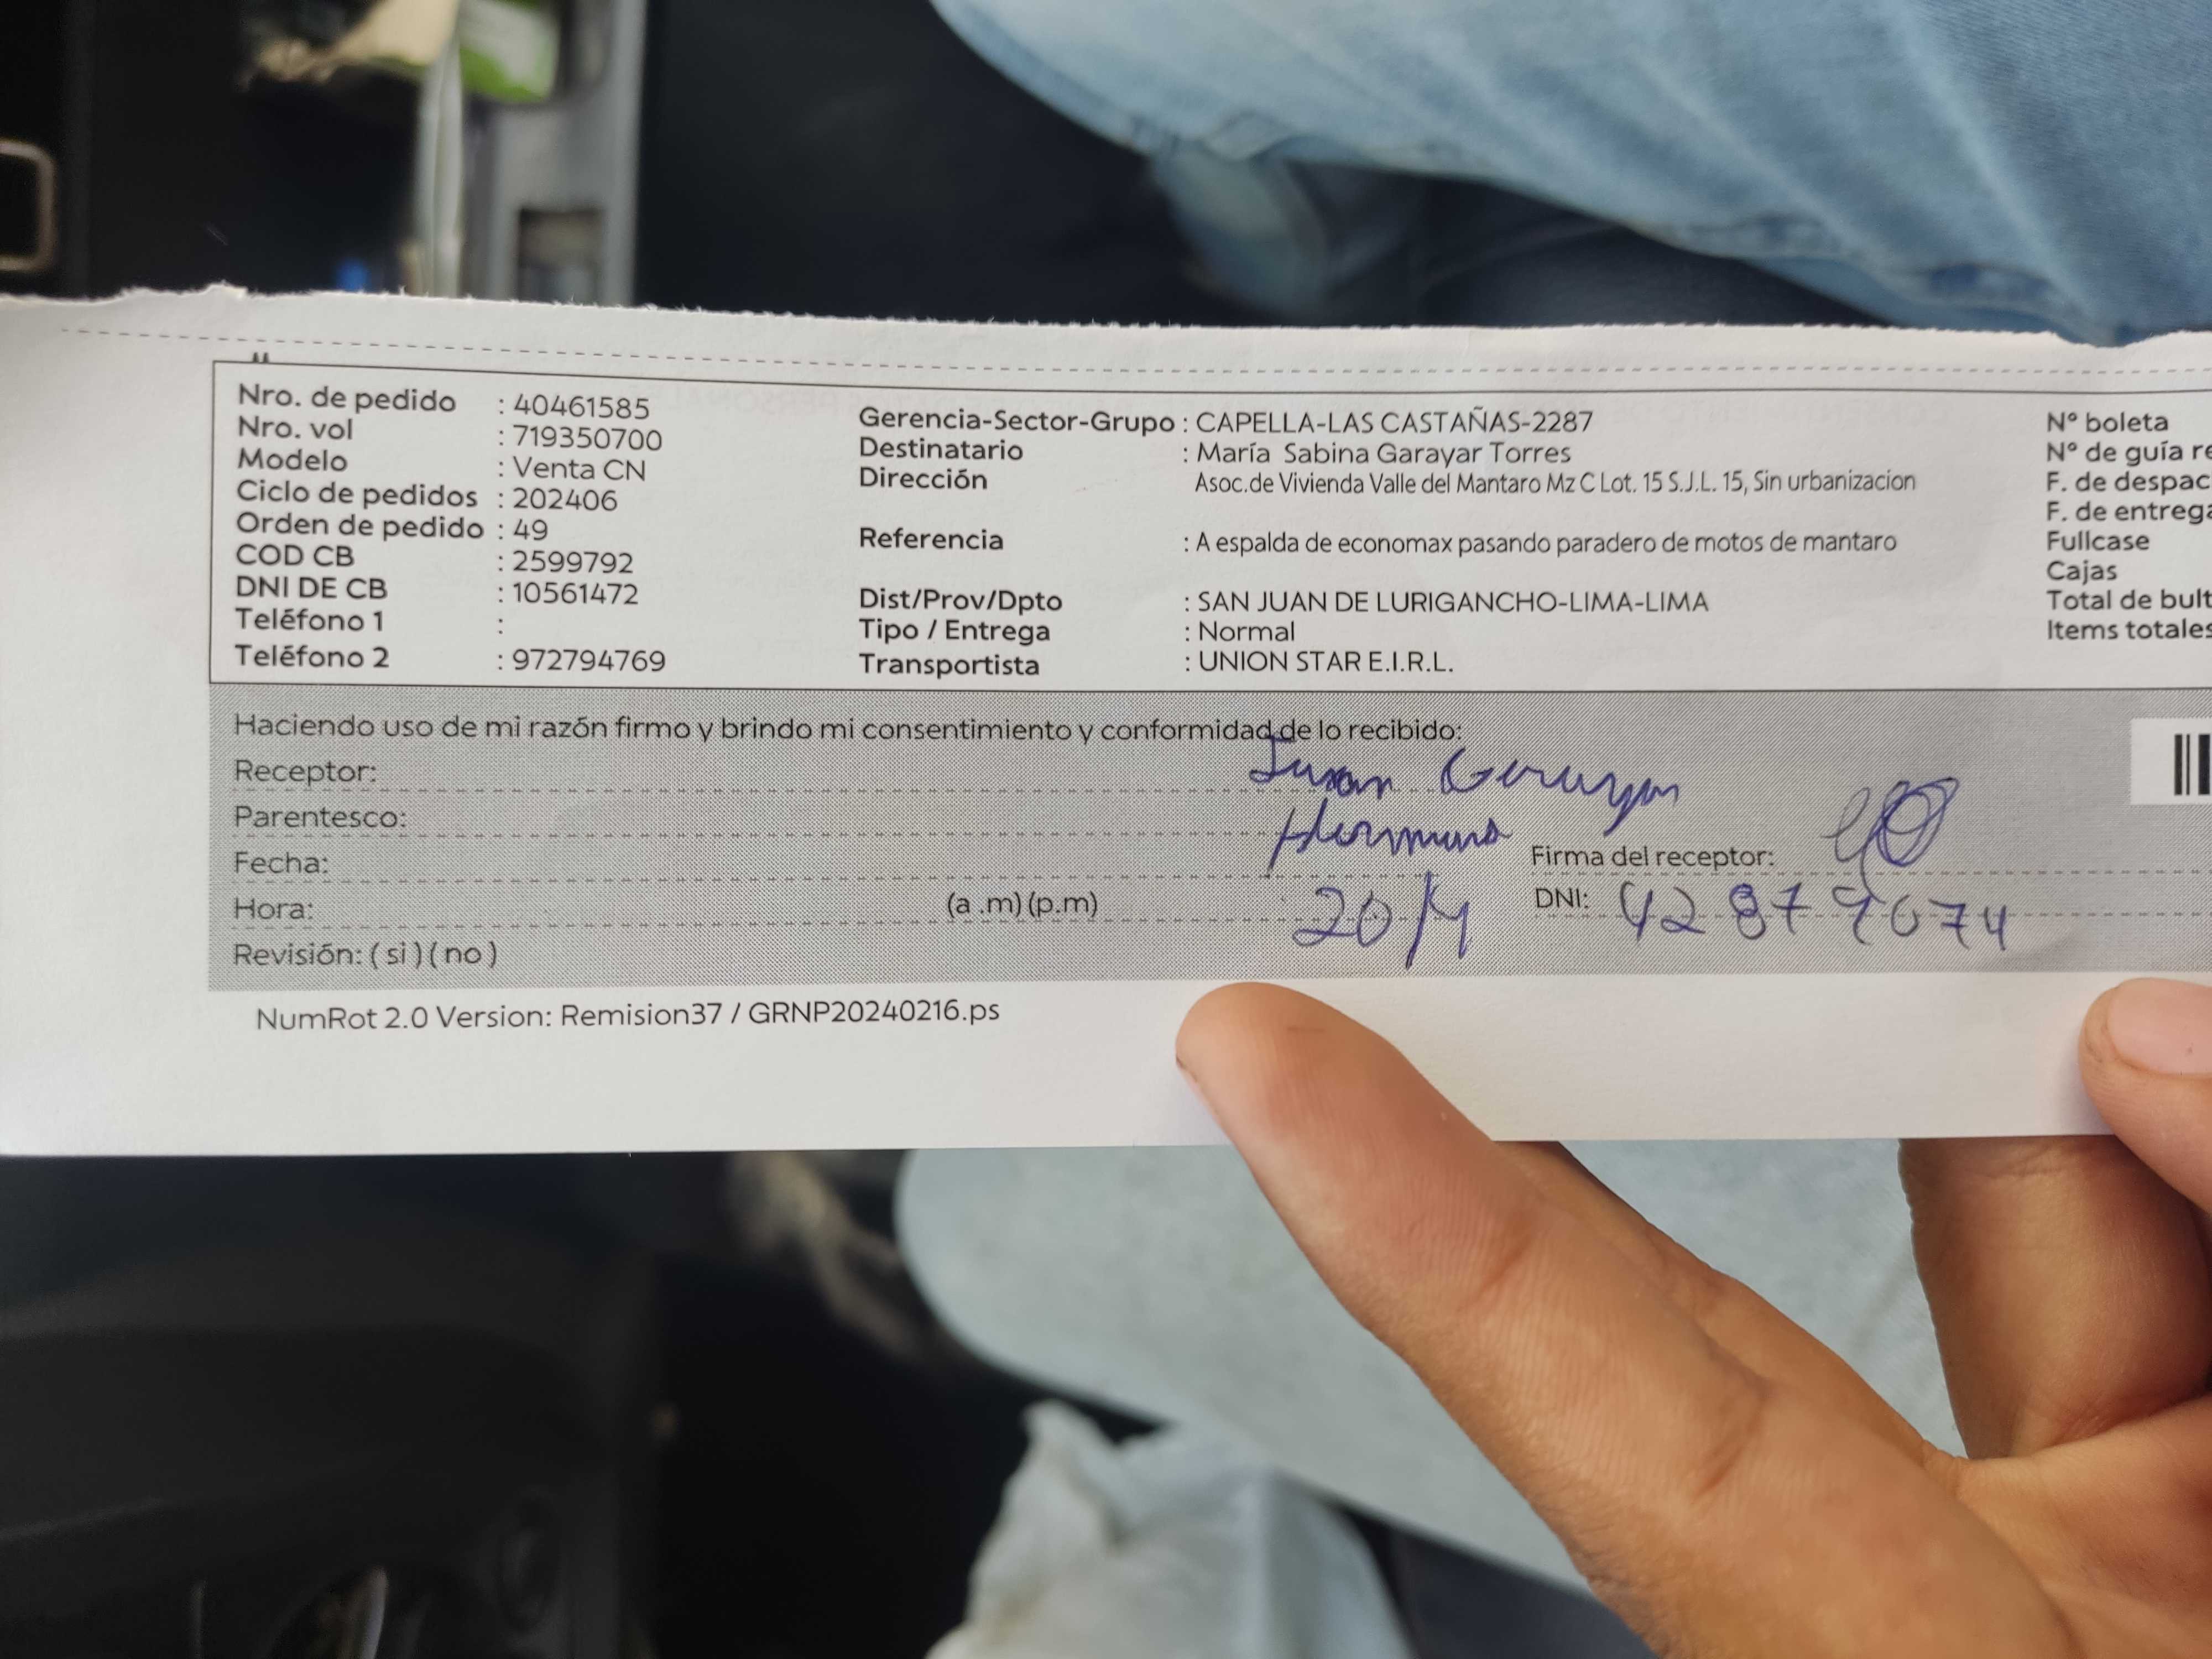 Nro. de pedido : 40461585
Nro. vol : 719350700
Modelo : Venta CN
Ciclo de pedidos : 202406
Orden de pedido : 49
COD CB : 2599792
DNI DE CB : 10561472
Teléfono 1 :
Teléfono 2 : 972794769
Gerencia-Sector-Grupo : CAPELLA-LAS CASTAÑAS-2287
Destinatario : María Sabina Garayar Torres
Dirección Asoc.de Vivienda Valle del Mantaro Mz C Lot. 15 S.J.L. 15, Sin urbanizacion
Referencia : A espalda de economax pasando paradero de motos de mantaro
Dist/Prov/Dpto : SAN JUAN DE LURIGANCHO-LIMA-LIMA
Tipo / Entrega : Normal
Transportista : UNION STAR E.I.R.L.
N° boleta
N° de guía re
F. de despac
F. de entrega
Fullcase
Cajas
Total de bult
Items totales
Haciendo uso de mi razón firmo y brindo mi consentimiento y conformidad de lo recibido:
Receptor:
Parentesco: Hermano
Fecha: 20/4
Hora: (a .m) (p.m)
Revisión: ( si ) ( no )
Firma del receptor:
DNI:
NumRot 2.0 Version: Remision37 / GRNP20240216.ps